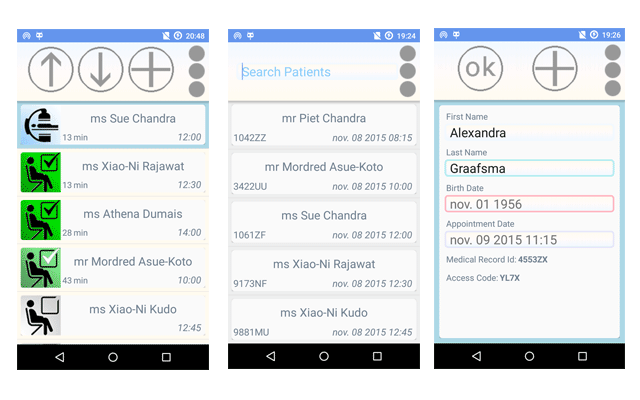 20:48
ms Sue Chandra
13 min 12:00
ms Xiao-Ni Rajawat
13 min 12:30
ms Athena Dumais
28 min 14:00
mr Mordred Asue-Koto
43 min 10:00
ms Xiao-Ni Kudo
12:45
19:24
Search Patients
mr Piet Chandra
1042ZZ nov. 08 2015 08:15
mr Mordred Asue-Koto
3422UU nov. 08 2015 10:00
ms Sue Chandra
1061ZF nov. 08 2015 12:00
ms Xiao-Ni Rajawat
9173NF nov. 08 2015 12:30
ms Xiao-Ni Kudo
9881MU nov. 08 2015 12:45
19:26
ok
First Name
Alexandra
Last Name
Graafsma
Birth Date
nov. 01 1956
Appointment Date
nov. 09 2015 11:15
Medical Record Id: 4553ZX
Access Code: YL7X